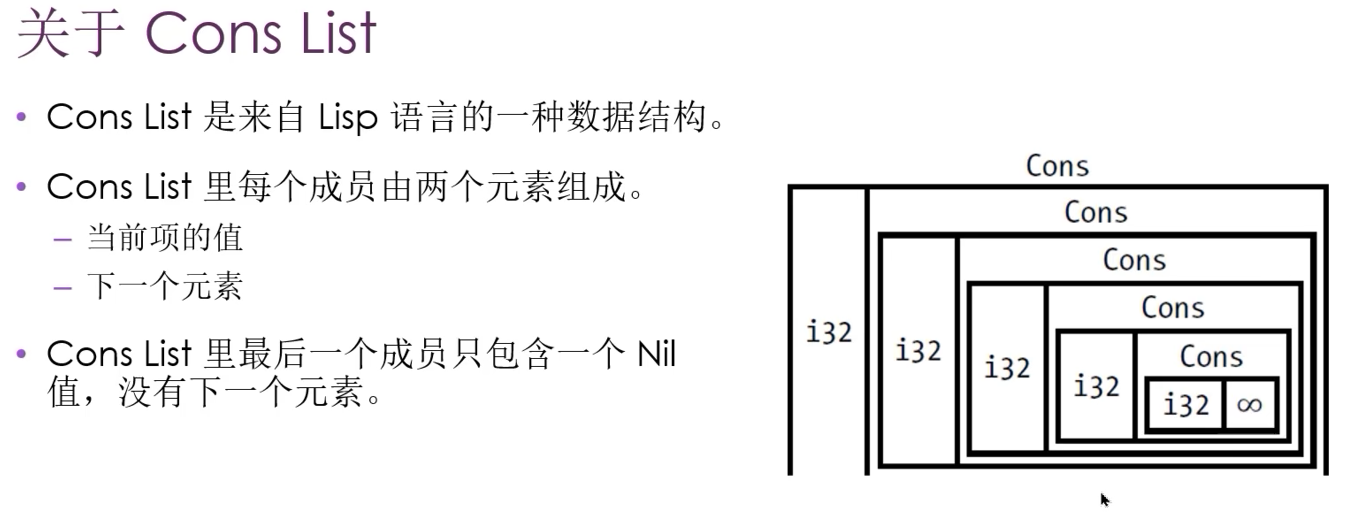 关于 Cons List
• Cons List 是来自 Lisp 语言的一种数据结构。
• Cons List 里每个成员由两个元素组成。
– 当前项的值
– 下一个元素
• Cons List 里最后一个成员只包含一个 Nil
值，没有下一个元素。
Cons
Cons
Cons
Cons
Cons
i32
i32
i32
i32
i32 ∞